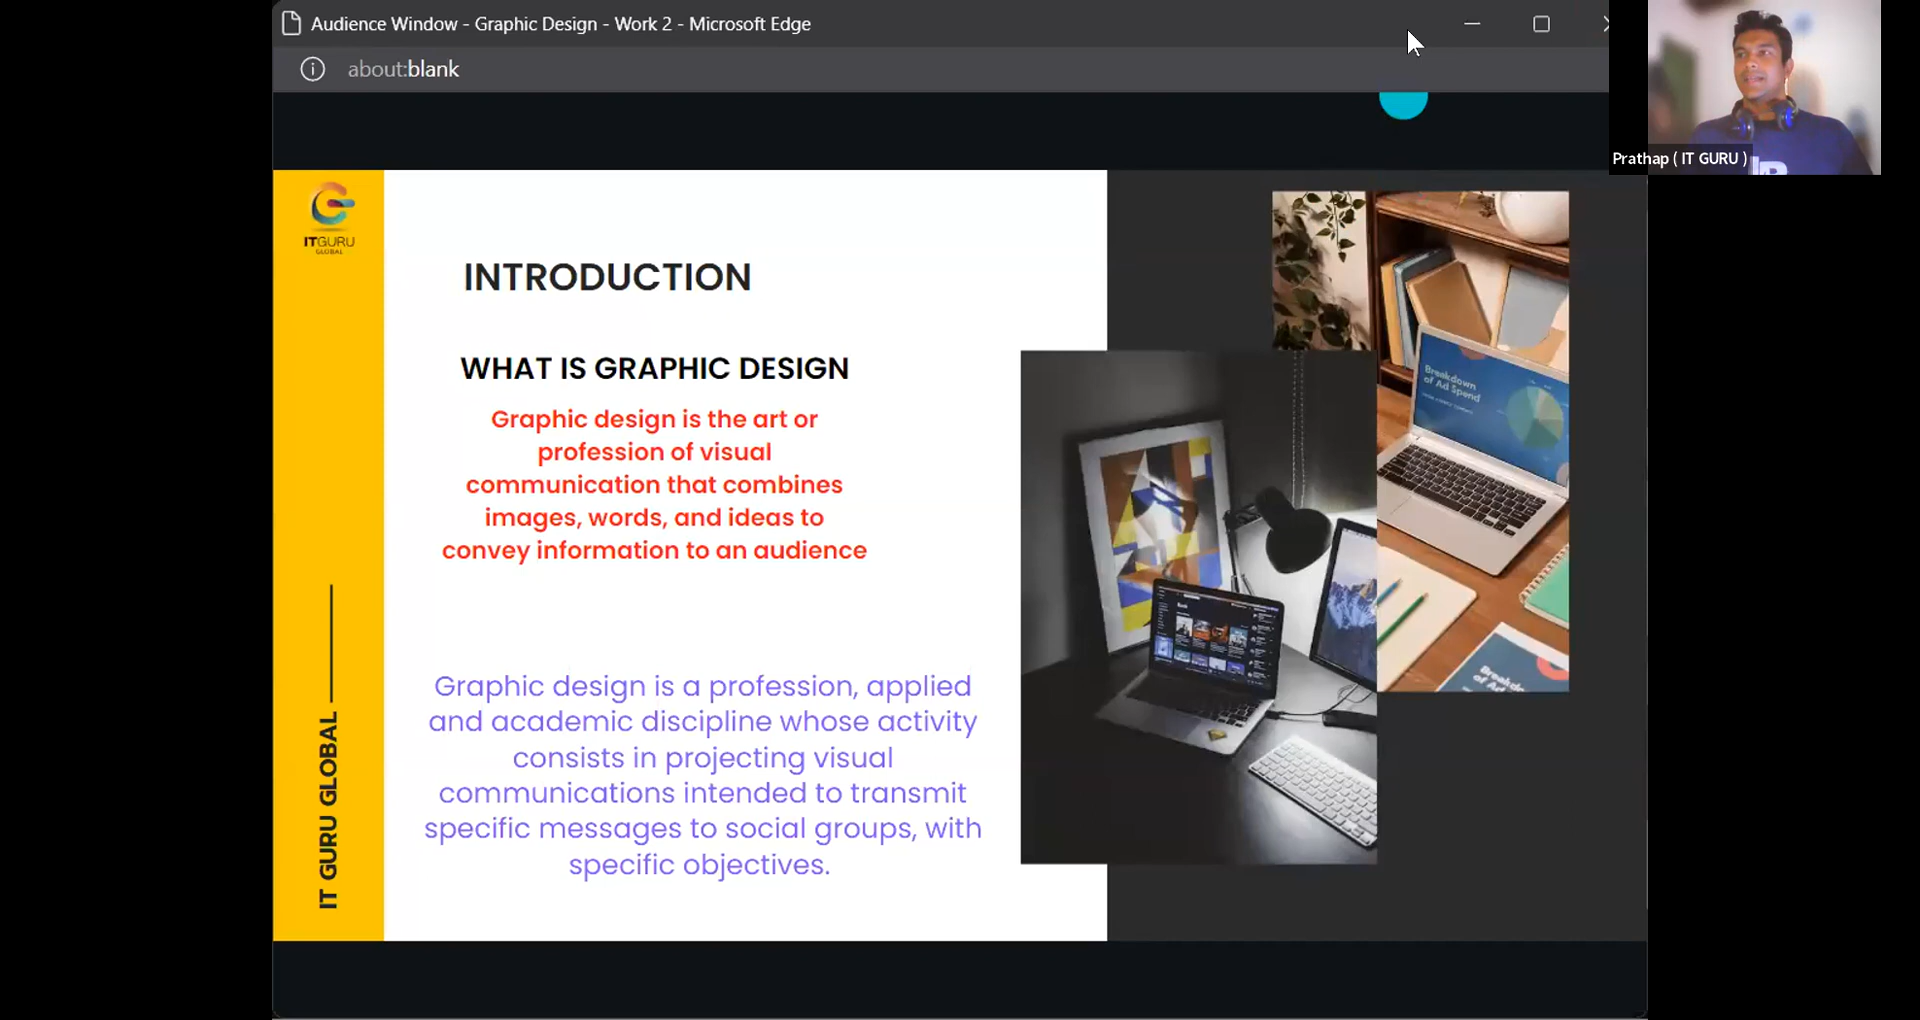 Audience Window - Graphic Design - Work 2 - Microsoft Edge
about:blank
Prathap ( IT GURU )
ITGURU
GLOBAL
INTRODUCTION
WHAT IS GRAPHIC DESIGN
Graphic design is the art or
profession of visual
communication that combines
images, words, and ideas to
convey information to an audience
Graphic design is a profession, applied
and academic discipline whose activity
consists in projecting visual
communications intended to transmit
specific messages to social groups, with
specific objectives.
IT GURU GLOBAL
Breakdown
of Ad Spend